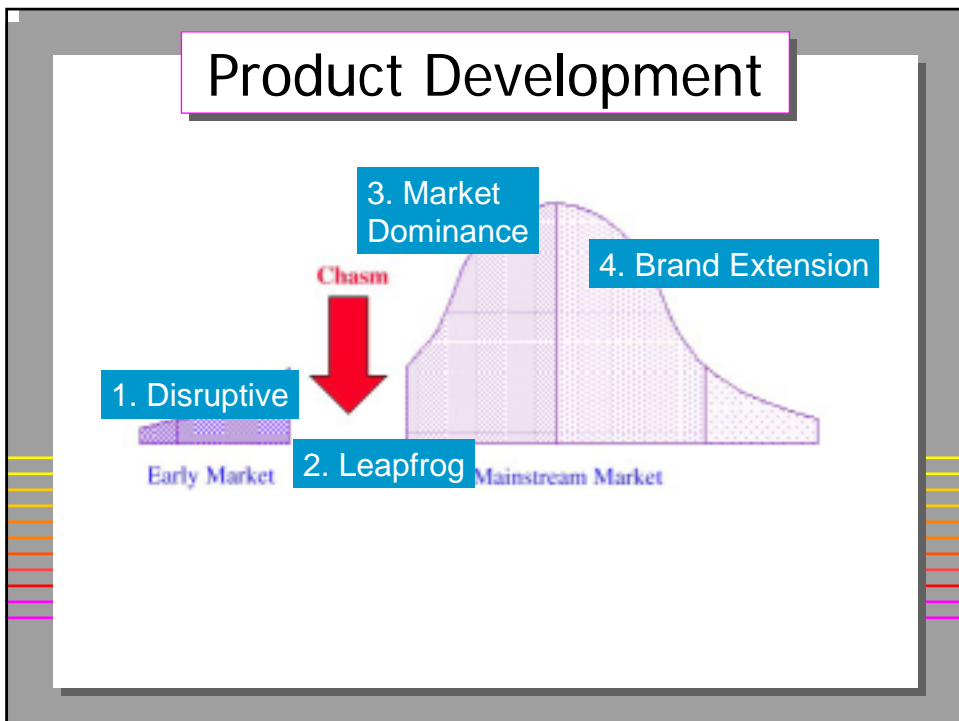 Product Development
3. Market
Dominance
4. Brand Extension
Chasm
1. Disruptive
2. Leapfrog
Early Market
Mainstream Market